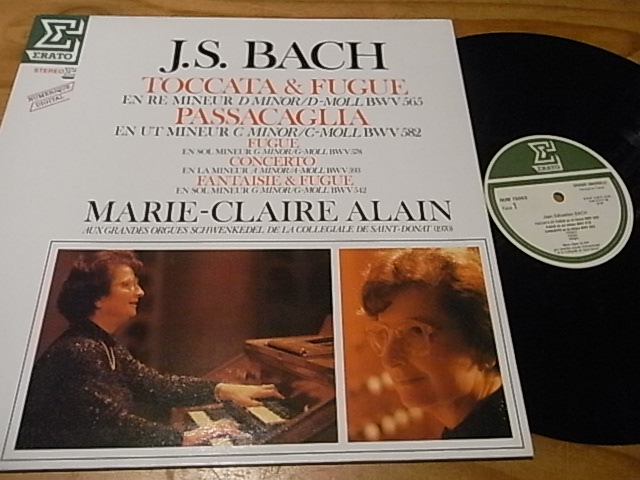 ERATO
STEREO
NUMERIQUE
DIGITAL
J.S. BACH
TOCCATA & FUGUE
EN RE MINEUR D MINOR/D-MOLL BWV 565
PASSACAGLIA
EN UT MINEUR C MINOR/C-MOLL BWV 582
FUGUE
EN SOL MINEUR G MINOR/G-MOLL BWV 578
CONCERTO
EN LA MINEUR A MINOR/A-MOLL BWV 593
FANTAISIE & FUGUE
EN SOL MINEUR G MINOR/G-MOLL BWV 542
MARIE-CLAIRE ALAIN
AUX GRANDES ORGUES SCHWENKEDEL DE LA COLLEGIALE DE SAINT-DONAT (1970)
ERATO